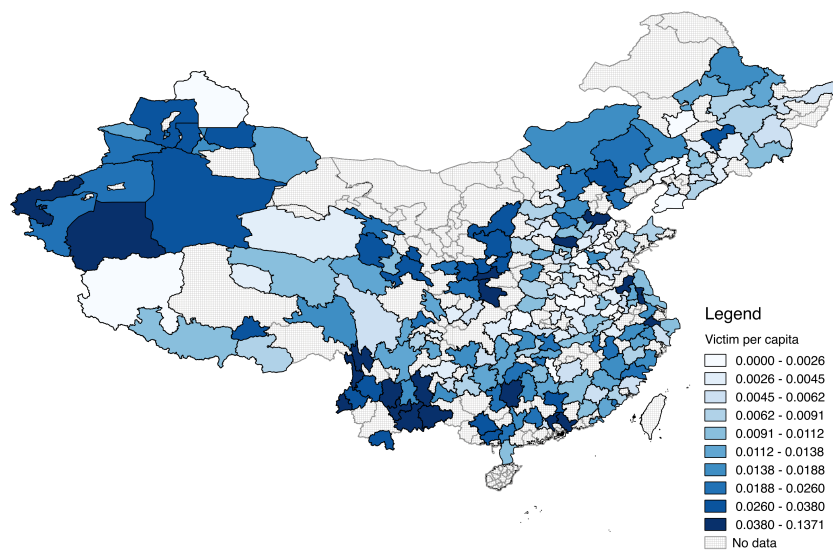 Legend
Victim per capita
0.0000 - 0.0026
0.0026 - 0.0045
0.0045 - 0.0062
0.0062 - 0.0091
0.0091 - 0.0112
0.0112 - 0.0138
0.0138 - 0.0188
0.0188 - 0.0260
0.0260 - 0.0380
0.0380 - 0.1371
No data